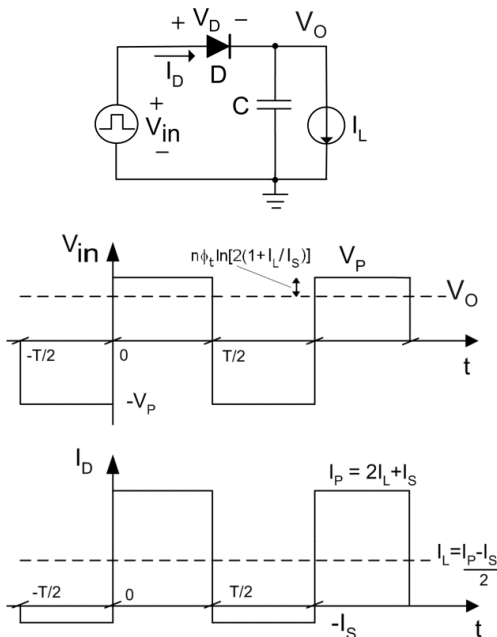 + V_D − V_O
I_D D
C
+
V_in I_L
−
V_in nϕ_t ln[2(1+I_L/I_S)] V_P
V_O
-T/2 0 T/2 t
-V_P
I_D I_P = 2I_L+I_S
I_L=I_P-I_S
2
-T/2 0 T/2
-I_S t